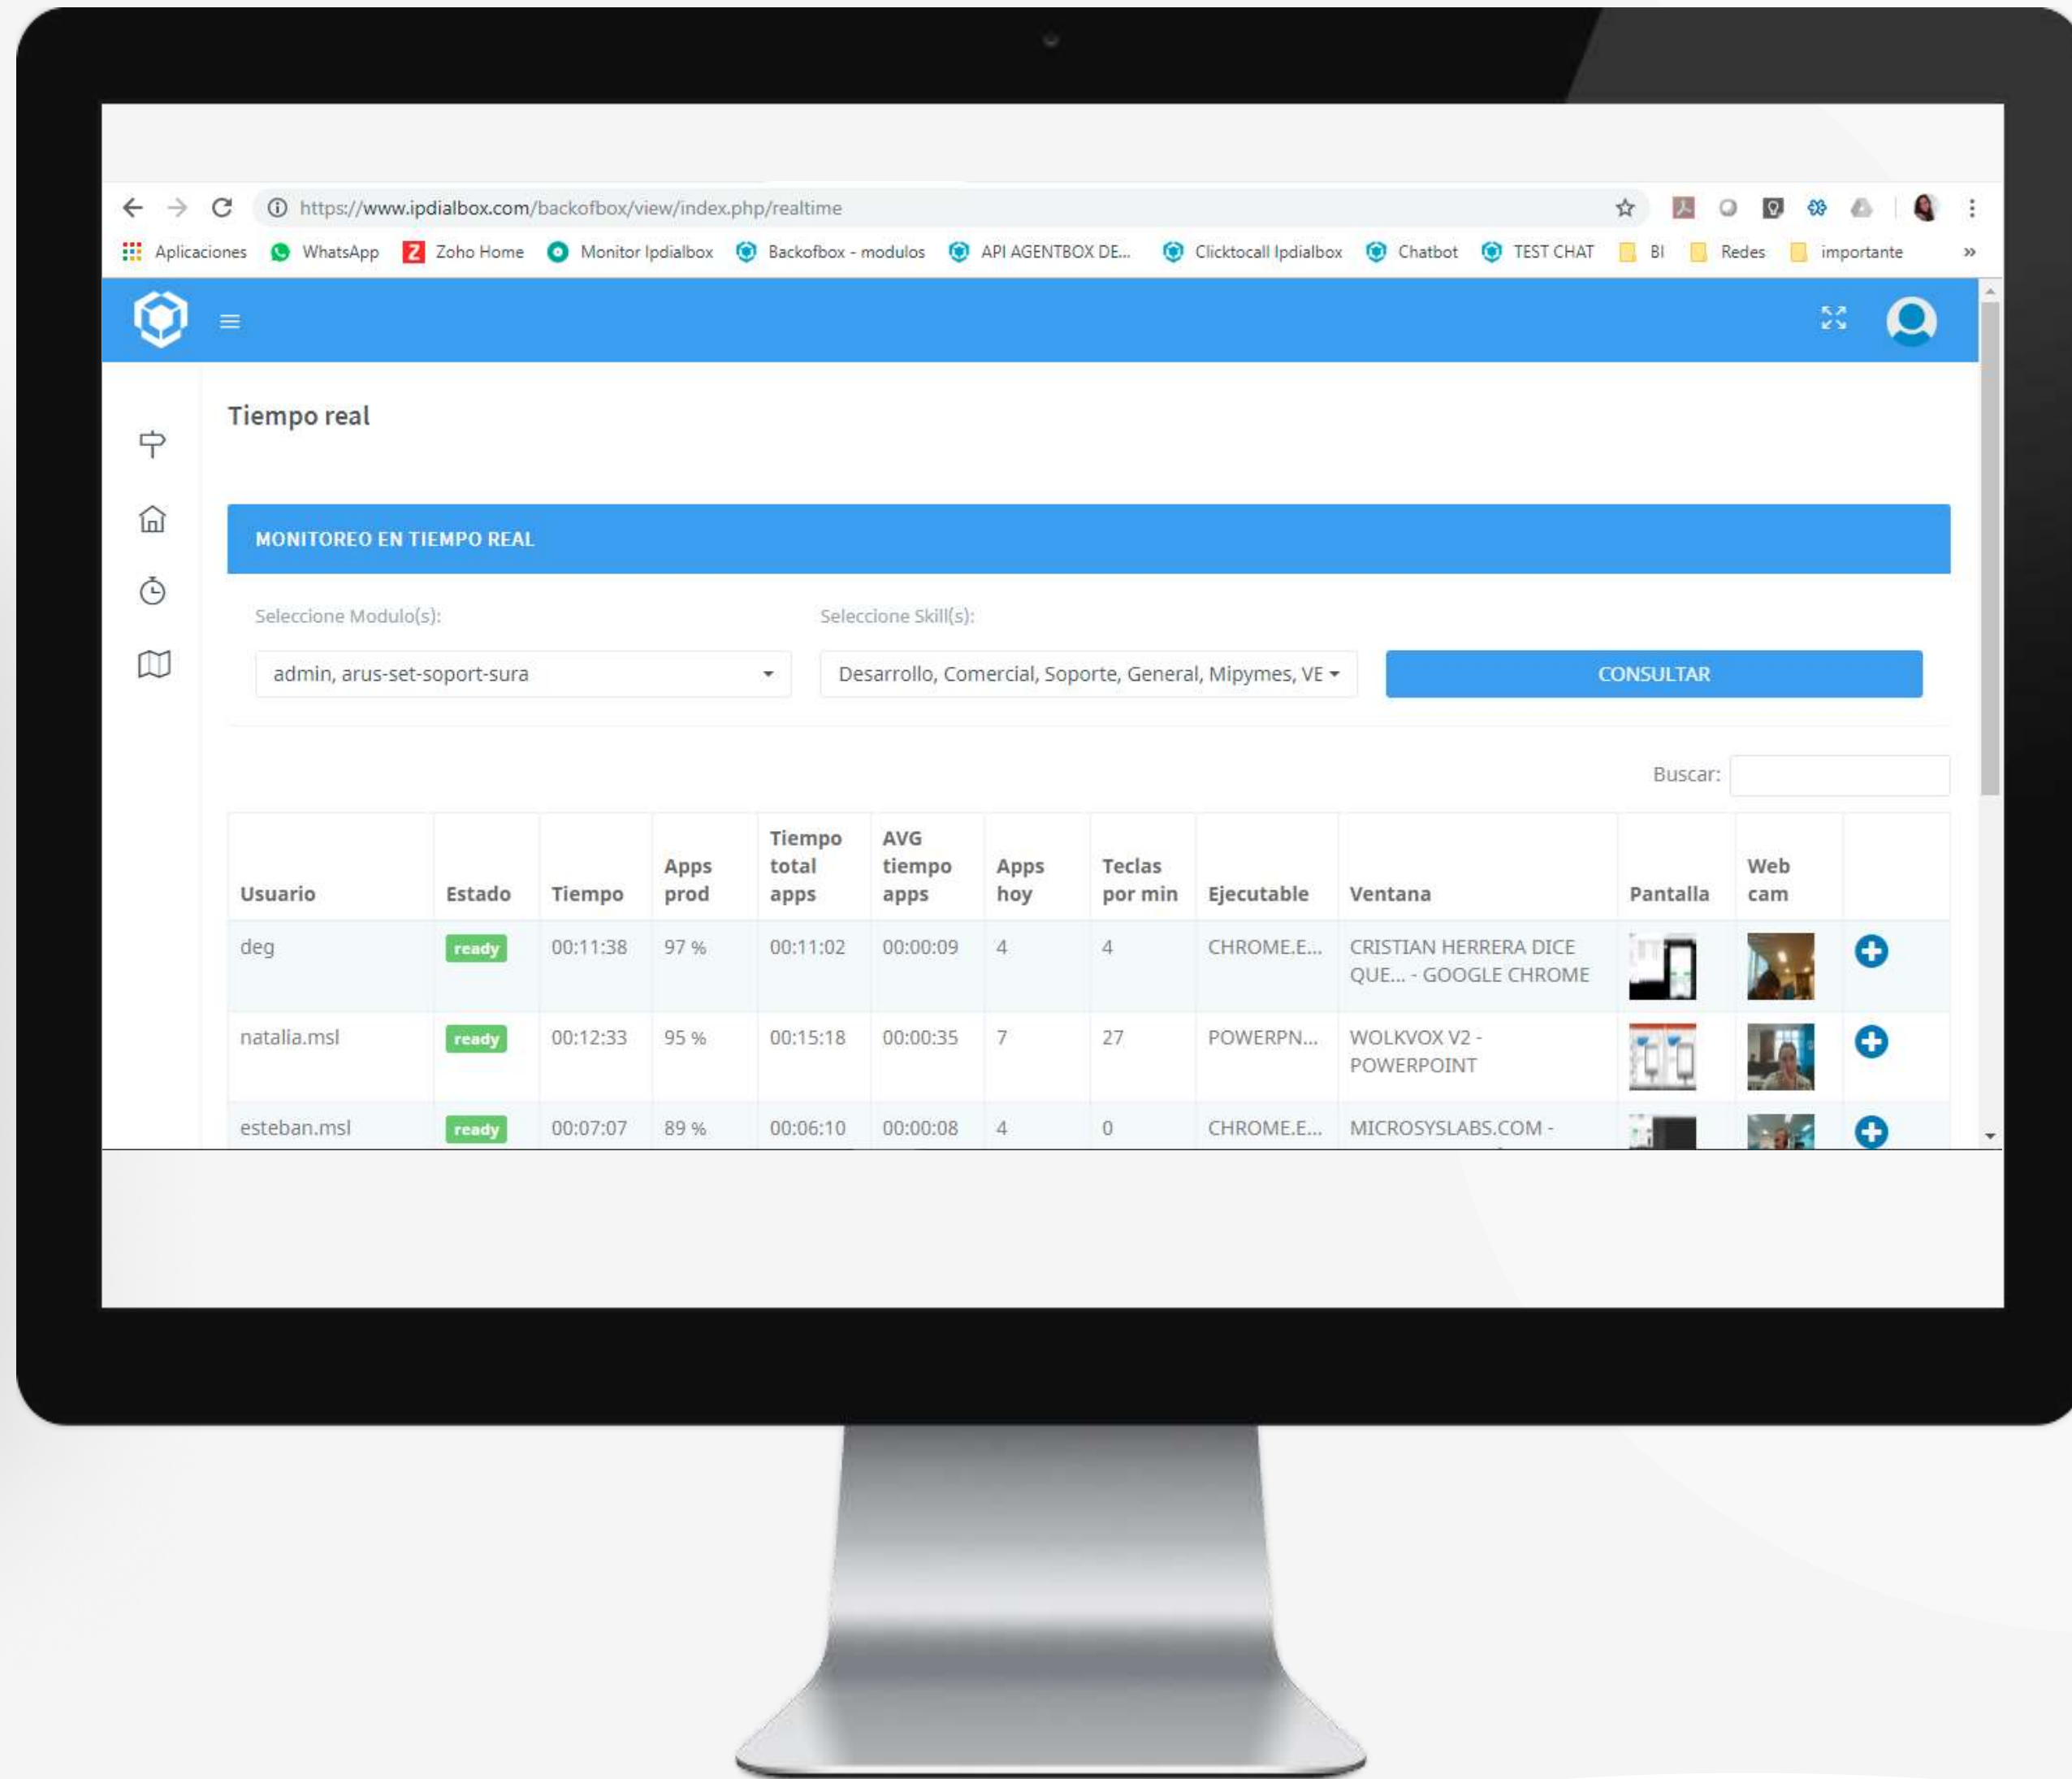 https://www.ipdialbox.com/backofbox/view/index.php/realtime
Aplicaciones WhatsApp Zoho Home Monitor Ipdialbox Backofbox - modulos API AGENTBOX DE... Clicktocall Ipdialbox Chatbot TEST CHAT BI Redes importante »
Tiempo real
MONITOREO EN TIEMPO REAL
Seleccione Modulo(s): Seleccione Skill(s):
admin, arus-set-soport-sura Desarrollo, Comercial, Soporte, General, Mipymes, VE CONSULTAR
Buscar:
Usuario Estado Tiempo Apps prod Tiempo total apps AVG tiempo apps Apps hoy Teclas por min Ejecutable Ventana Pantalla Web cam
deg ready 00:11:38 97 % 00:11:02 00:00:09 4 4 CHROME.E... CRISTIAN HERRERA DICE
QUE... - GOOGLE CHROME
natalia.msl ready 00:12:33 95 % 00:15:18 00:00:35 7 27 POWERPN... WOLKVOX V2 -
POWERPOINT
esteban.msl ready 00:07:07 89 % 00:06:10 00:00:08 4 0 CHROME.E... MICROSYSLABS.COM -